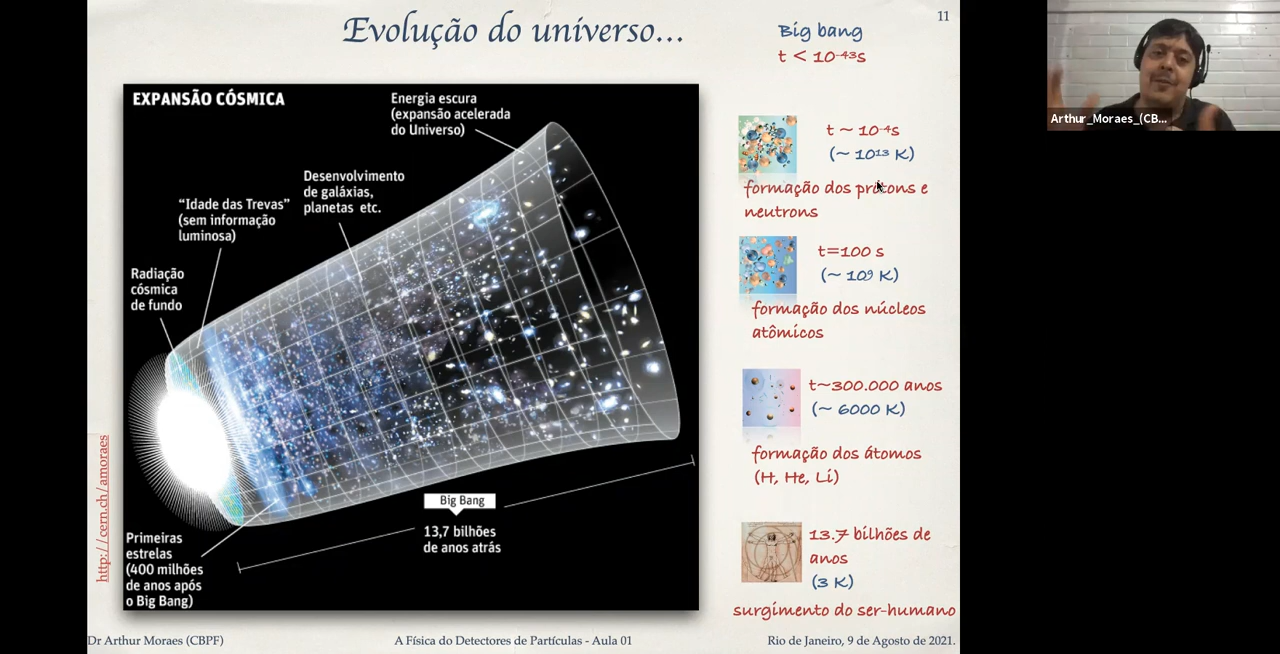 Evolução do universo...
11
Big bang
t < 10⁻⁴³s
EXPANSÃO CÓSMICA
Energia escura
(expansão acelerada
do Universo)
Desenvolvimento
de galáxias,
planetas etc.
“Idade das Trevas”
(sem informação
luminosa)
Radiação
cósmica
de fundo
Primeiras
estrelas
(400 milhões
de anos após
o Big Bang)
Big Bang
13,7 bilhões
de anos atrás
http://cern.ch/amoraes
t ~ 10⁻⁴s
(~ 10¹³ K)
formação dos prótons e
neutrons
t=100 s
(~ 10⁹ K)
formação dos núcleos
atômicos
t~300.000 anos
(~ 6000 K)
formação dos átomos
(H, He, Li)
13.7 bilhões de
anos
(3 K)
surgimento do ser-humano
Dr Arthur Moraes (CBPF)
A Física do Detectores de Partículas - Aula 01
Rio de Janeiro, 9 de Agosto de 2021.
Arthur_Moraes_(CB...